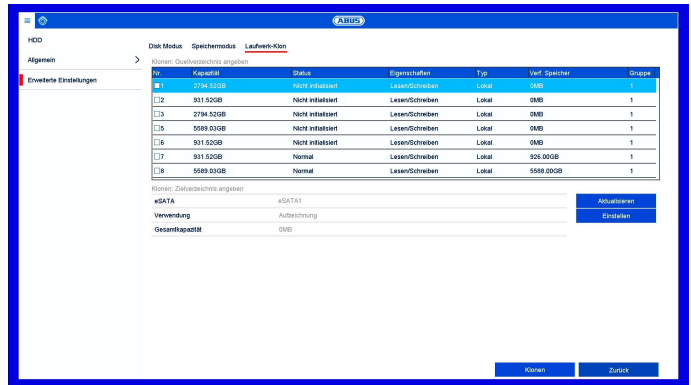 ABUS
HDD
Allgemein
Erweiterte Einstellungen
Disk Modus Speichermodus Laufwerk-Klon
Klonen: Quellverzeichnis angeben
Nr. Kapazität Status Eigenschaften Typ Verf. Speicher Gruppe
1 2794.52GB Nicht initialisiert Lesen/Schreiben Lokal 0MB 1
2 931.52GB Nicht initialisiert Lesen/Schreiben Lokal 0MB 1
3 2794.52GB Nicht initialisiert Lesen/Schreiben Lokal 0MB 1
5 5589.03GB Nicht initialisiert Lesen/Schreiben Lokal 0MB 1
6 931.52GB Nicht initialisiert Lesen/Schreiben Lokal 0MB 1
7 931.52GB Normal Lesen/Schreiben Lokal 926.00GB 1
8 5589.03GB Normal Lesen/Schreiben Lokal 5588.00GB 1
Klonen: Zielverzeichnis angeben
eSATA eSATA1 Aktualisieren
Verwendung Aufzeichnung Einstellen
Gesamtkapazität 0MB
Klonen Zurück